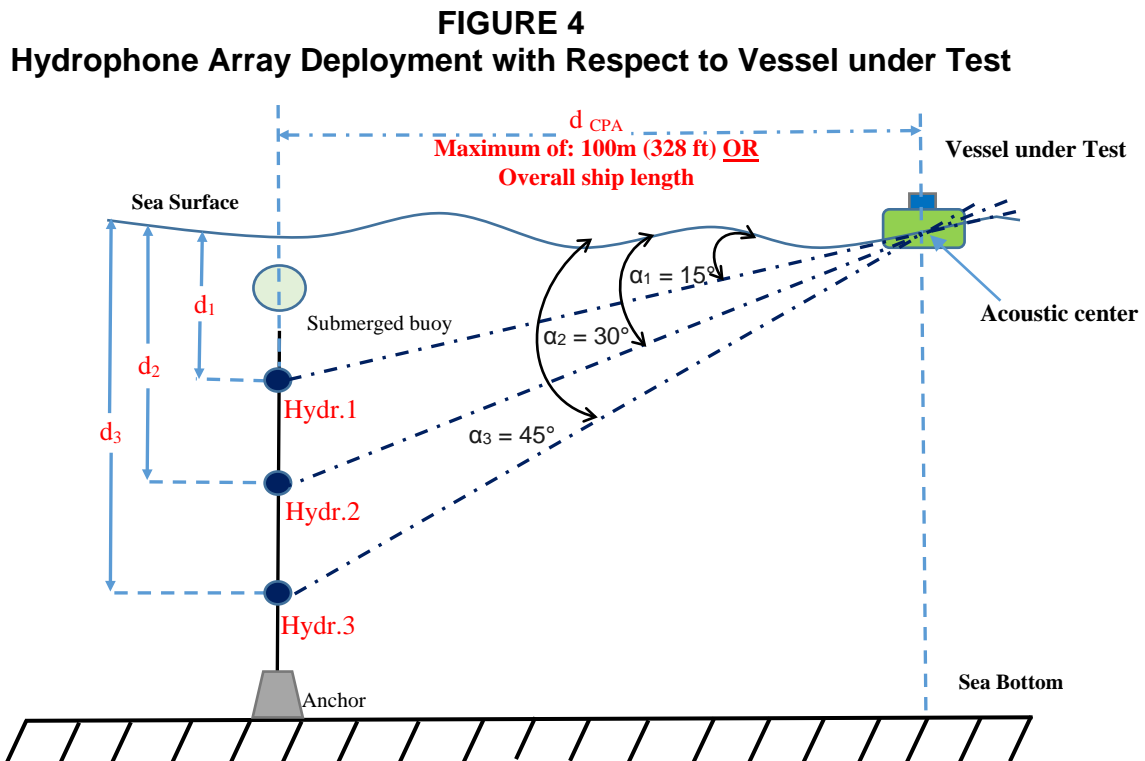 FIGURE 4
Hydrophone Array Deployment with Respect to Vessel under Test
d CPA
Maximum of: 100m (328 ft) OR
Overall ship length
Vessel under Test
Sea Surface
α₁ = 15°
d₁
Submerged buoy
Acoustic center
α₂ = 30°
d₂
Hydr.1
d₃
α₃ = 45°
Hydr.2
Hydr.3
Sea Bottom
Anchor